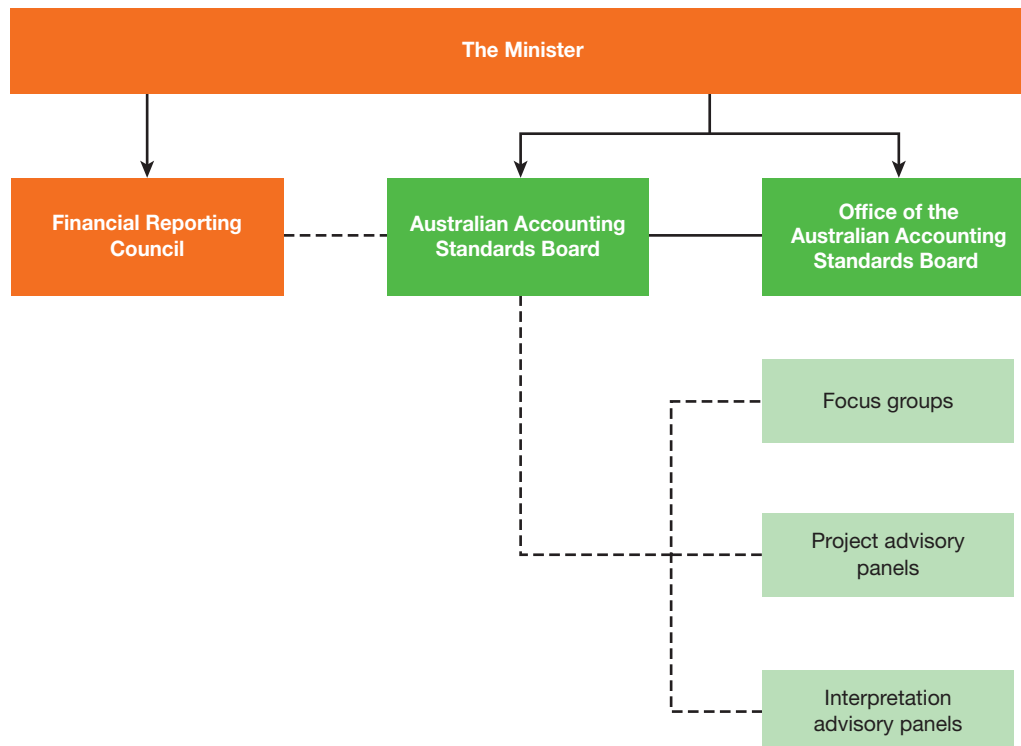 The Minister
Financial Reporting
Council
Australian Accounting
Standards Board
Office of the
Australian Accounting
Standards Board
Focus groups
Project advisory
panels
Interpretation
advisory panels